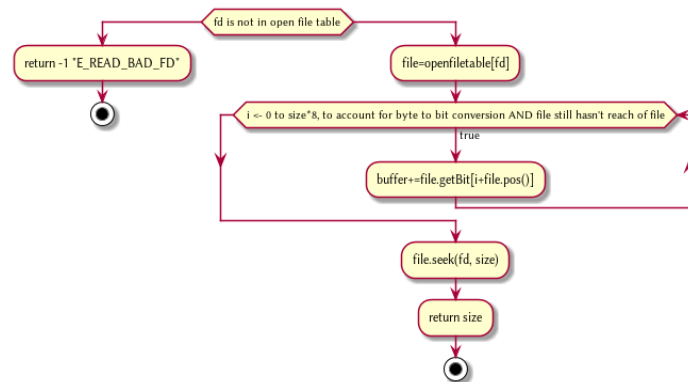 fd is not in open file table
return -1 "E_READ_BAD_FD"
file=openfiletable[fd]
i <- 0 to size*8, to account for byte to bit conversion AND file still hasn't reach of file
true
buffer+=file.getBit[i+file.pos()]
file.seek(fd, size)
return size